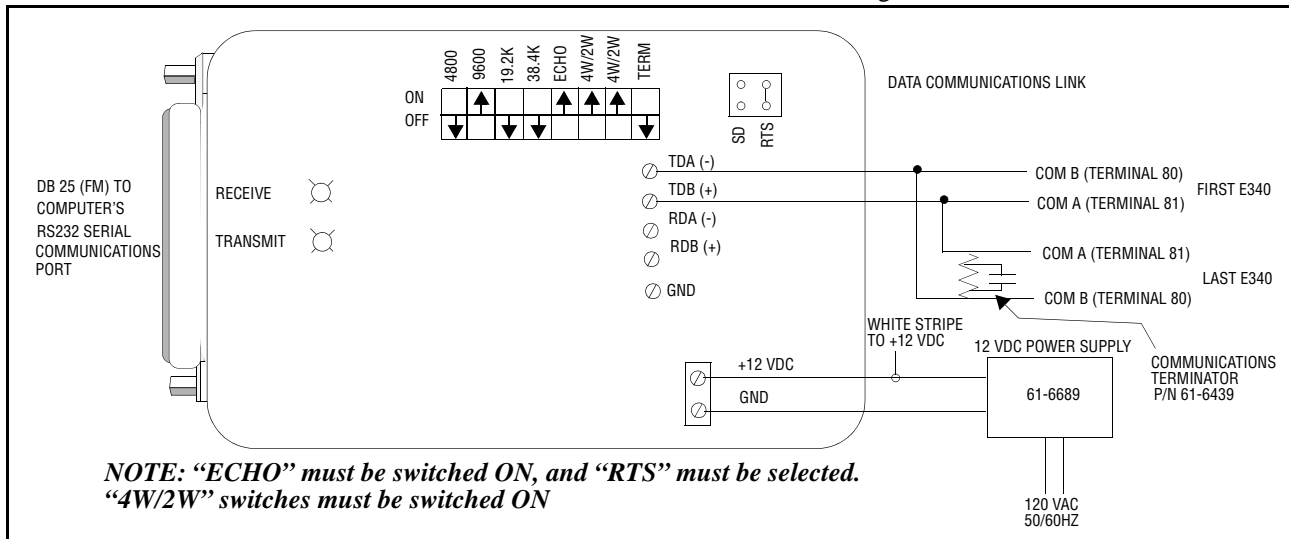 4800
9600
19.2K
38.4K
ECHO
4W/2W
4W/2W
TERM
ON
OFF
SD
RTS
DATA COMMUNICATIONS LINK
DB 25 (FM) TO
COMPUTER'S
RS232 SERIAL
COMMUNICATIONS
PORT
RECEIVE
TRANSMIT
TDA (-)
TDB (+)
RDA (-)
RDB (+)
GND
COM B (TERMINAL 80)
COM A (TERMINAL 81)
FIRST E340
COM A (TERMINAL 81)
COM B (TERMINAL 80)
LAST E340
WHITE STRIPE
TO +12 VDC
12 VDC POWER SUPPLY
COMMUNICATIONS
TERMINATOR
P/N 61-6439
+12 VDC
GND
61-6689
120 VAC
50/60HZ
NOTE: “ECHO” must be switched ON, and “RTS” must be selected.
“4W/2W” switches must be switched ON